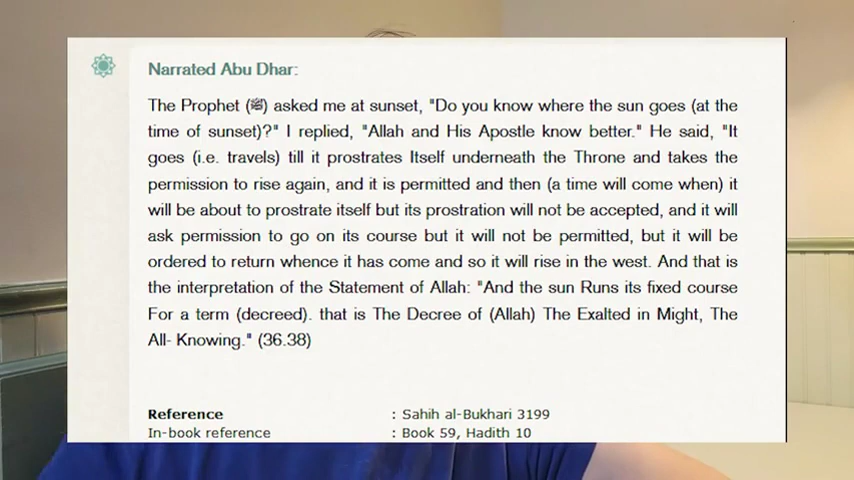 Narrated Abu Dhar:
The Prophet (ﷺ) asked me at sunset, "Do you know where the sun goes (at the
time of sunset)?" I replied, "Allah and His Apostle know better." He said, "It
goes (i.e. travels) till it prostrates Itself underneath the Throne and takes the
permission to rise again, and it is permitted and then (a time will come when) it
will be about to prostrate itself but its prostration will not be accepted, and it will
ask permission to go on its course but it will not be permitted, but it will be
ordered to return whence it has come and so it will rise in the west. And that is
the interpretation of the Statement of Allah: "And the sun Runs its fixed course
For a term (decreed). that is The Decree of (Allah) The Exalted in Might, The
All- Knowing." (36.38)
Reference : Sahih al-Bukhari 3199
In-book reference : Book 59, Hadith 10